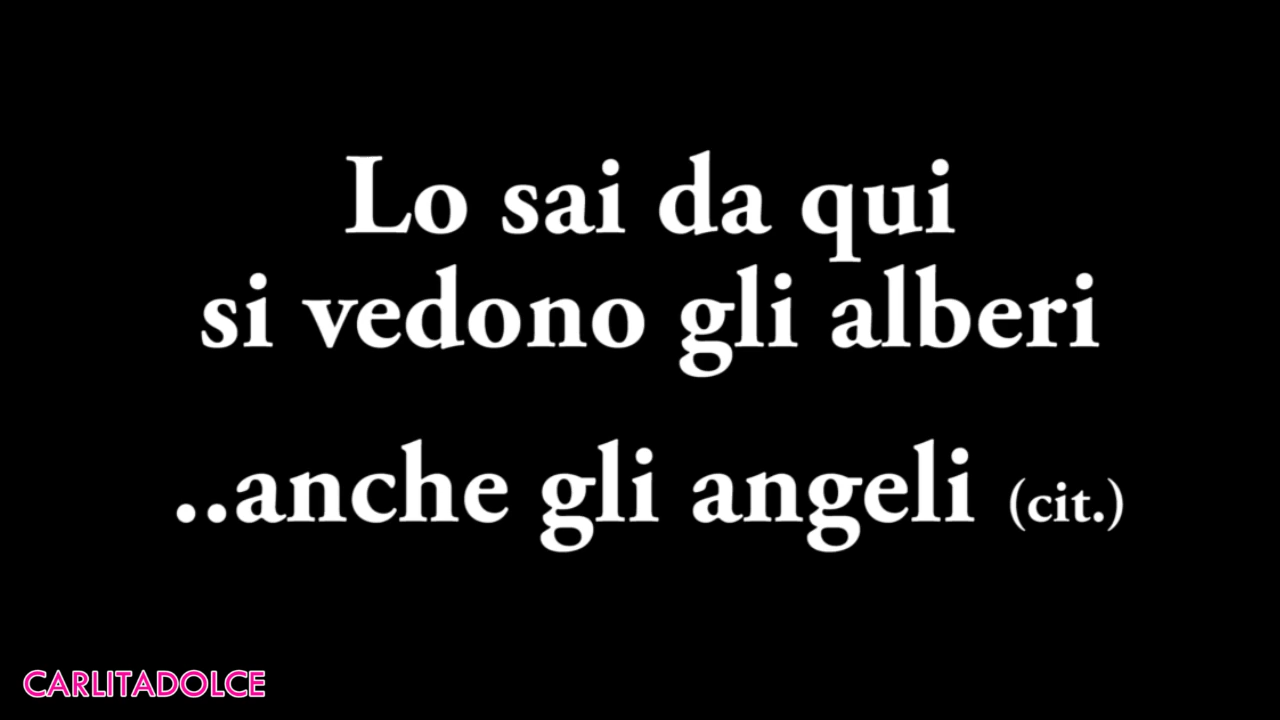 Lo sai da qui
si vedono gli alberi
..anche gli angeli (cit.)
CARLITADOLCE